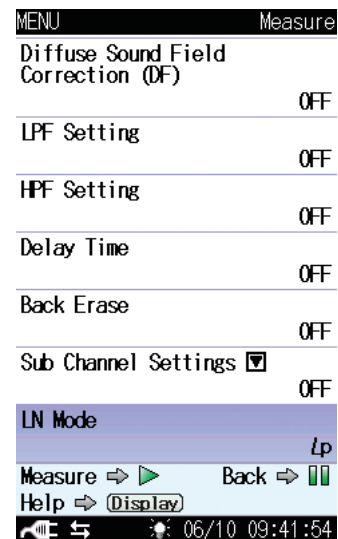 MENU Measure
Diffuse Sound Field
Correction (DF)
OFF
LPF Setting
OFF
HPF Setting
OFF
Delay Time
OFF
Back Erase
OFF
Sub Channel Settings
OFF
LN Mode
Lp
Measure ⇨ Back ⇨
Help ⇨ Display
06/10 09:41:54